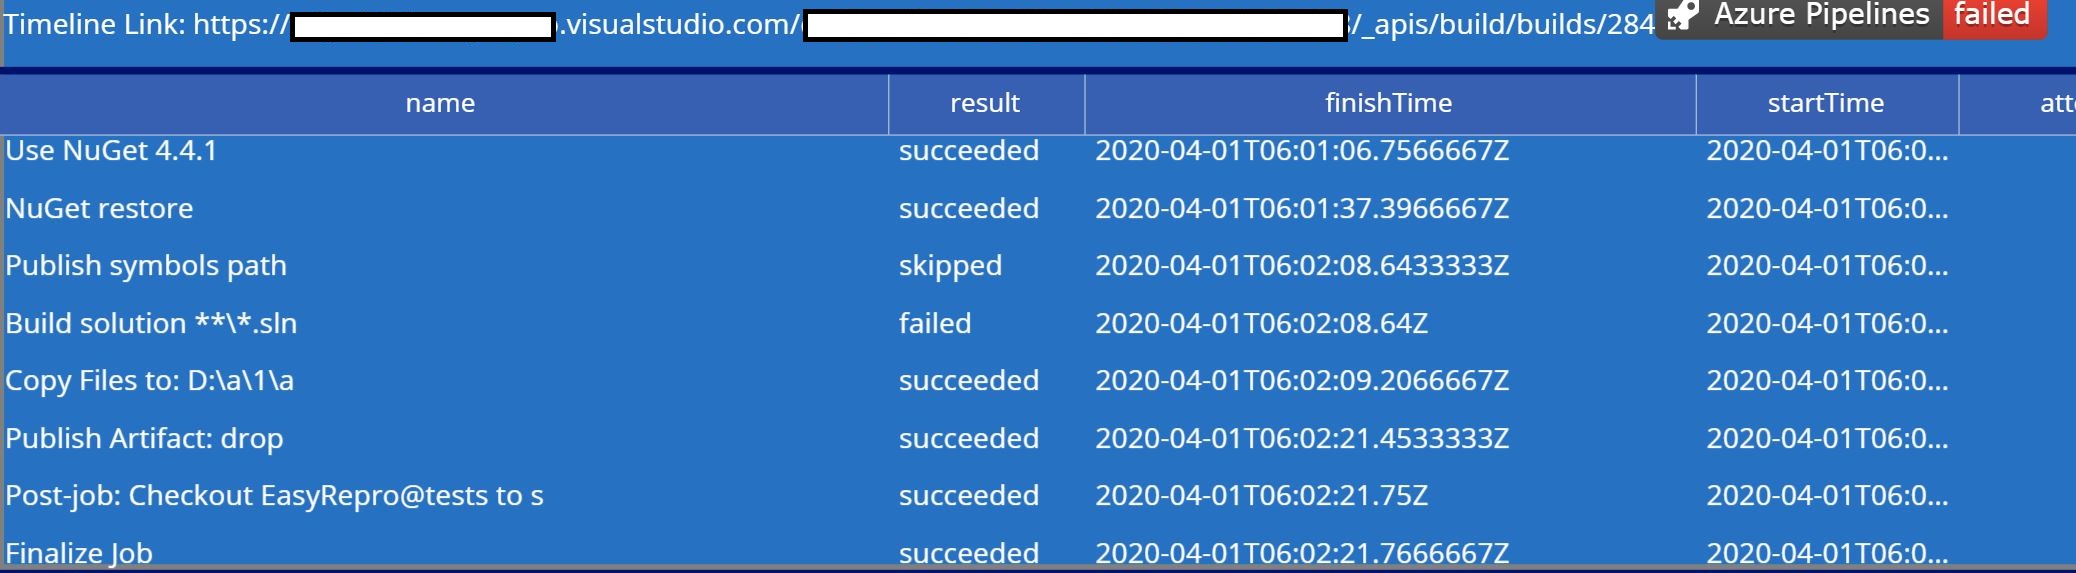 Timeline Link: https:// .visualstudio.com/ /_apis/build/builds/284 Azure Pipelines failed
name result finishTime startTime att
Use NuGet 4.4.1 succeeded 2020-04-01T06:01:06.7566667Z 2020-04-01T06:0...
NuGet restore succeeded 2020-04-01T06:01:37.3966667Z 2020-04-01T06:0...
Publish symbols path skipped 2020-04-01T06:02:08.6433333Z 2020-04-01T06:0...
Build solution **\*.sln failed 2020-04-01T06:02:08.64Z 2020-04-01T06:0...
Copy Files to: D:\a\1\a succeeded 2020-04-01T06:02:09.2066667Z 2020-04-01T06:0...
Publish Artifact: drop succeeded 2020-04-01T06:02:21.4533333Z 2020-04-01T06:0...
Post-job: Checkout EasyRepro@tests to s succeeded 2020-04-01T06:02:21.75Z 2020-04-01T06:0...
Finalize Job succeeded 2020-04-01T06:02:21.7666667Z 2020-04-01T06:0...